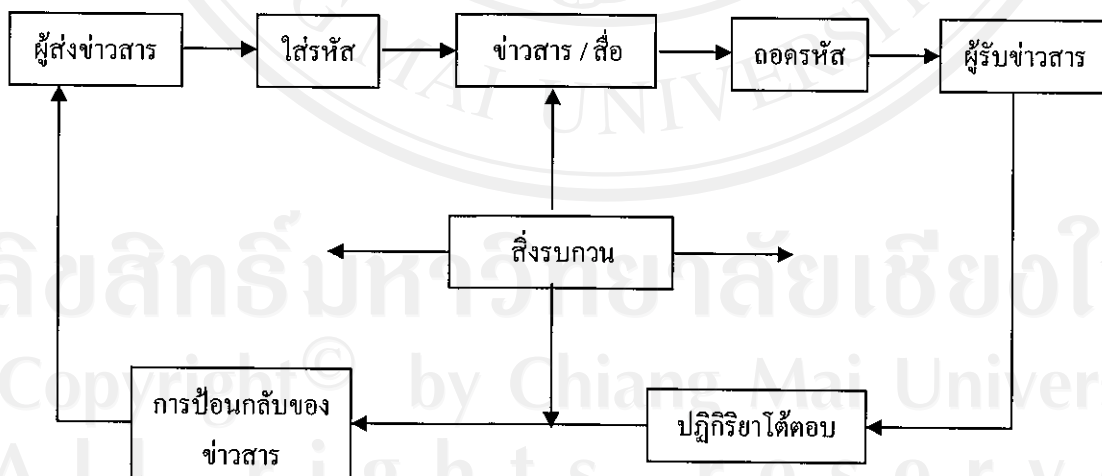 ผู้ส่งข่าวสาร
ใส่รหัส
ข่าวสาร / สื่อ
ถอดรหัส
ผู้รับข่าวสาร
MAI UNIVERSI
สิ่งรบกวน
ลิขสิทธิ์มหาวิทยาลัยเชียงใ
Copyright© by Chiang Mai Univer
การป้อนกลับของ
ข่าวสาร
ปฏิกิริยาโต้ตอบ
All rights reserv